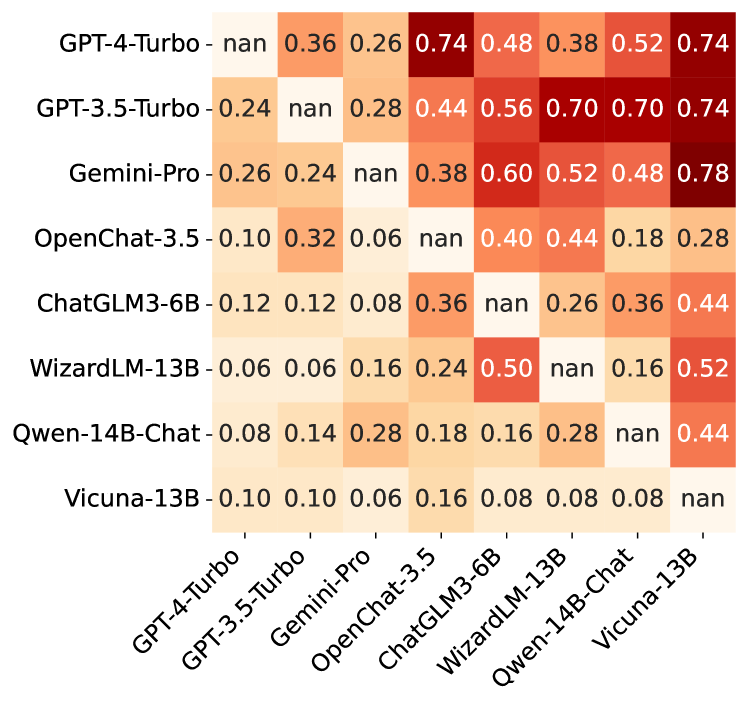 GPT-4-Turbo nan 0.36 0.26 0.74 0.48 0.38 0.52 0.74
GPT-3.5-Turbo 0.24 nan 0.28 0.44 0.56 0.70 0.70 0.74
Gemini-Pro 0.26 0.24 nan 0.38 0.60 0.52 0.48 0.78
OpenChat-3.5 0.10 0.32 0.06 nan 0.40 0.44 0.18 0.28
ChatGLM3-6B 0.12 0.12 0.08 0.36 nan 0.26 0.36 0.44
WizardLM-13B 0.06 0.06 0.16 0.24 0.50 nan 0.16 0.52
Qwen-14B-Chat 0.08 0.14 0.28 0.18 0.16 0.28 nan 0.44
Vicuna-13B 0.10 0.10 0.06 0.16 0.08 0.08 0.08 nan
GPT-4-Turbo
GPT-3.5-Turbo
Gemini-Pro
OpenChat-3.5
ChatGLM3-6B
WizardLM-13B
Qwen-14B-Chat
Vicuna-13B